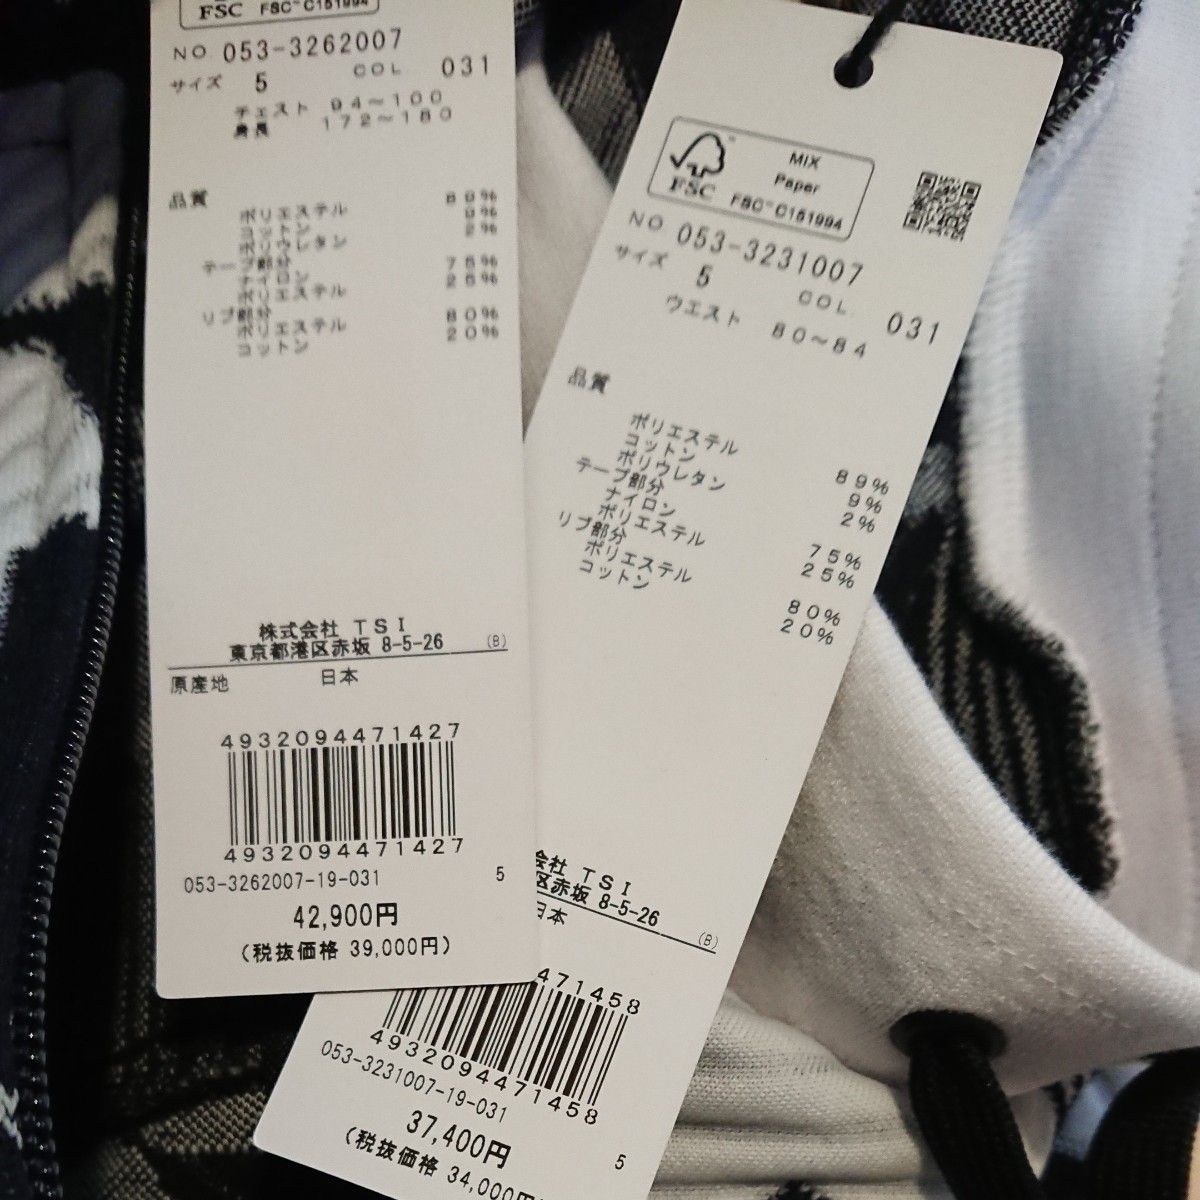 FSC FSC™ C151994
NO. 053-3262007
サイズ 5 COL. 031
チェスト 94～100
身長 172～180
品質
ポリエステル 89%
コットン 9%
ポリウレタン 2%
テープ部分
ナイロン 75%
ポリエステル 25%
リブ部分
ポリエステル 80%
コットン 20%
株式会社 TSI
東京都港区赤坂 8-5-26 (B)
原産地 日本
4932094471427
4932094471427
053-3262007-19-031 5
42,900円
(税抜価格 39,000円)
MIX
Paper
FSC FSC™ C151994
NO. 053-3231007
サイズ 5 COL. 031
ウエスト 80～84
品質
ポリエステル 89%
コットン 9%
ポリウレタン 2%
テープ部分
ナイロン 75%
ポリエステル 25%
リブ部分
ポリエステル 80%
コットン 20%
会社 TSI
区赤坂 8-5-26 (B)
日本
471458
4932094471458
053-3231007-19-031
37,400円 5
(税抜価格 34,000円)